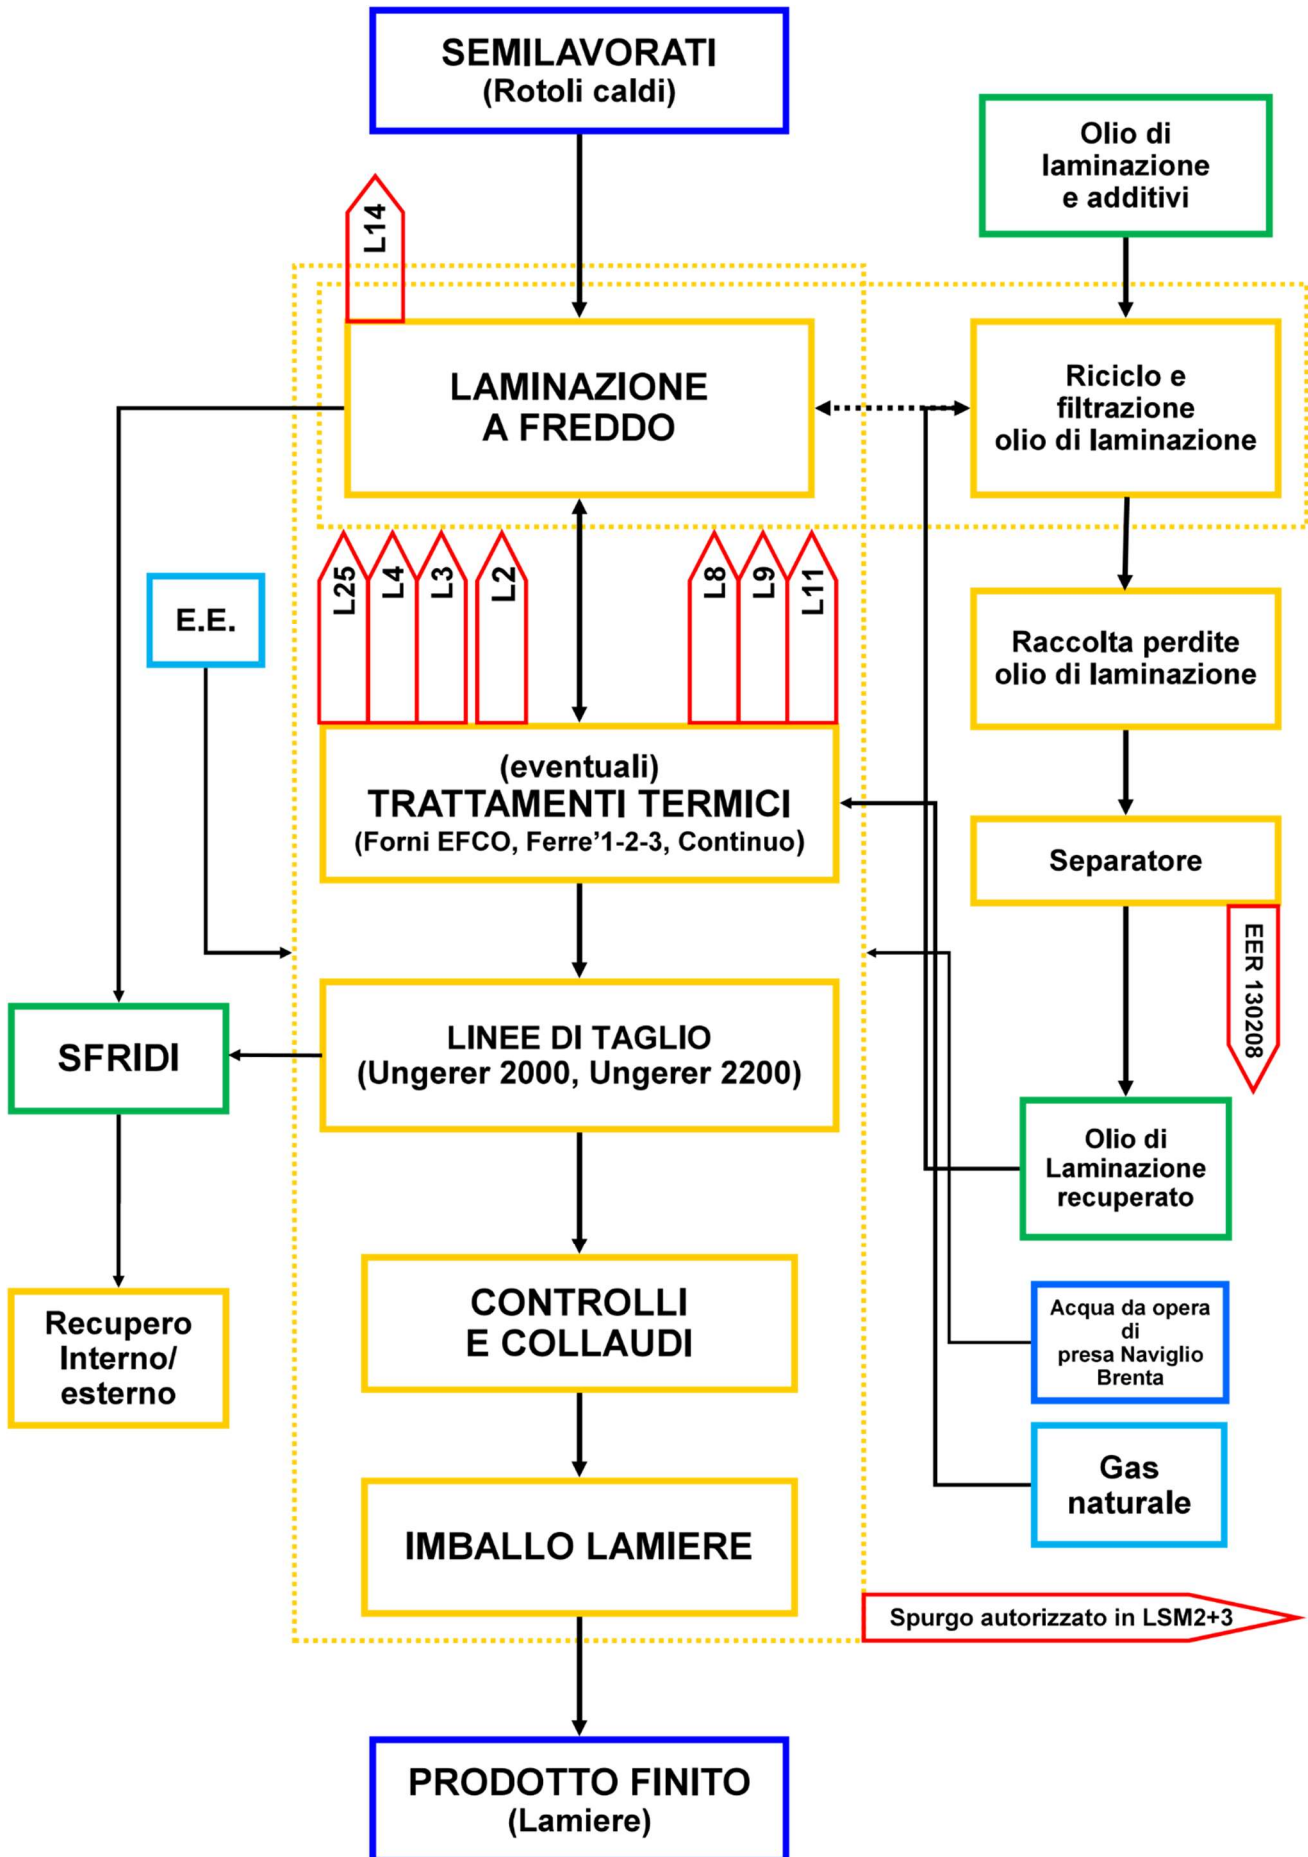 SEMILAVORATI
(Rotoli caldi)
Olio di
laminazione
e additivi
L14
LAMINAZIONE
A FREDDO
Riciclo e
filtrazione
olio di laminazione
L25
L4
L3
L2
L8
L9
L11
E.E.
Raccolta perdite
olio di laminazione
(eventuali)
TRATTAMENTI TERMICI
(Forni EFCO, Ferre'1-2-3, Continuo)
Separatore
EER 130208
SFRIDI
LINEE DI TAGLIO
(Ungerer 2000, Ungerer 2200)
Olio di
Laminazione
recuperato
CONTROLLI
E COLLAUDI
Recupero
Interno/
esterno
Acqua da opera
di
presa Naviglio
Brenta
Gas
naturale
IMBALLO LAMIERE
Spurgo autorizzato in LSM2+3
PRODOTTO FINITO
(Lamiere)